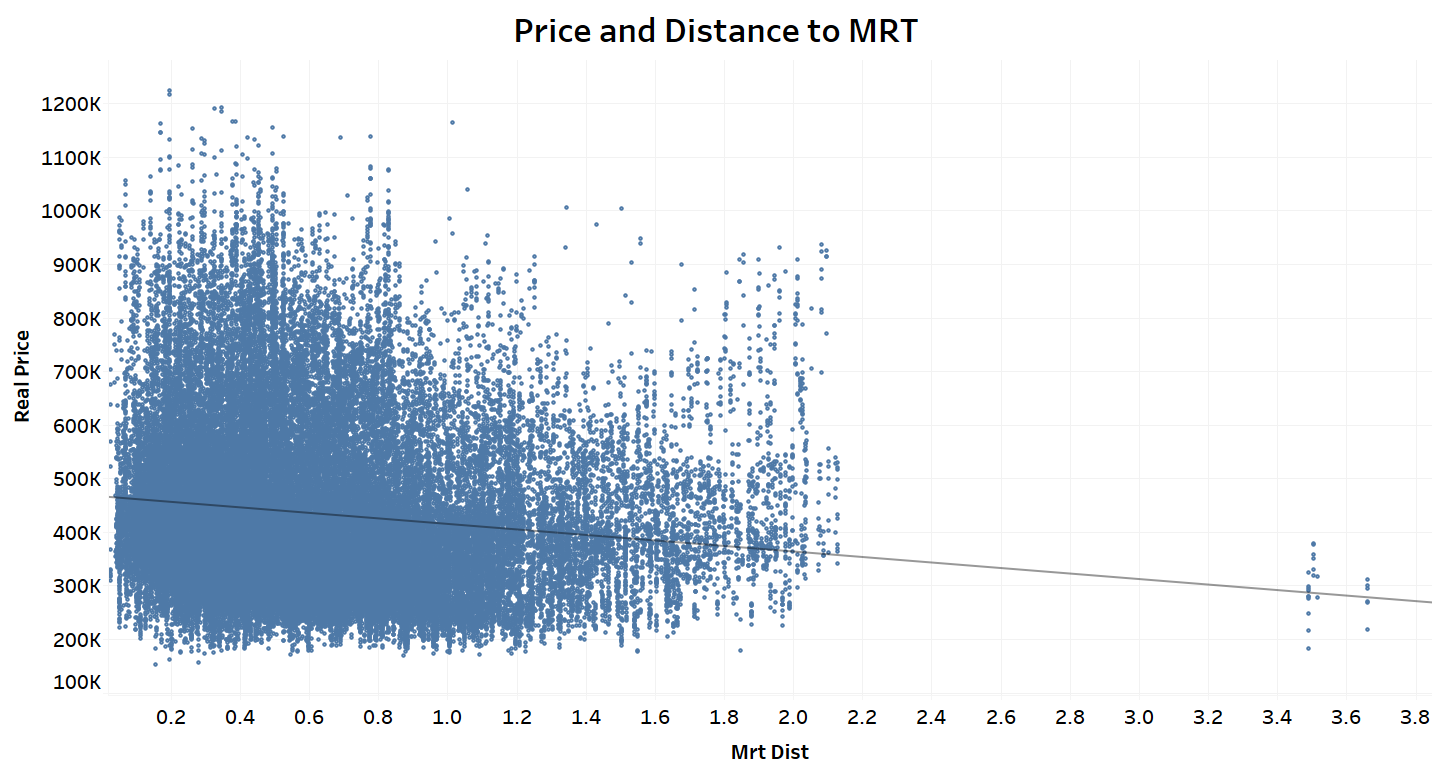 Price and Distance to MRT
1200K
1100K
1000K
900K
800K
700K
600K
500K
400K
300K
200K
100K
Real Price
0.2 0.4 0.6 0.8 1.0 1.2 1.4 1.6 1.8 2.0 2.2 2.4 2.6 2.8 3.0 3.2 3.4 3.6 3.8
Mrt Dist